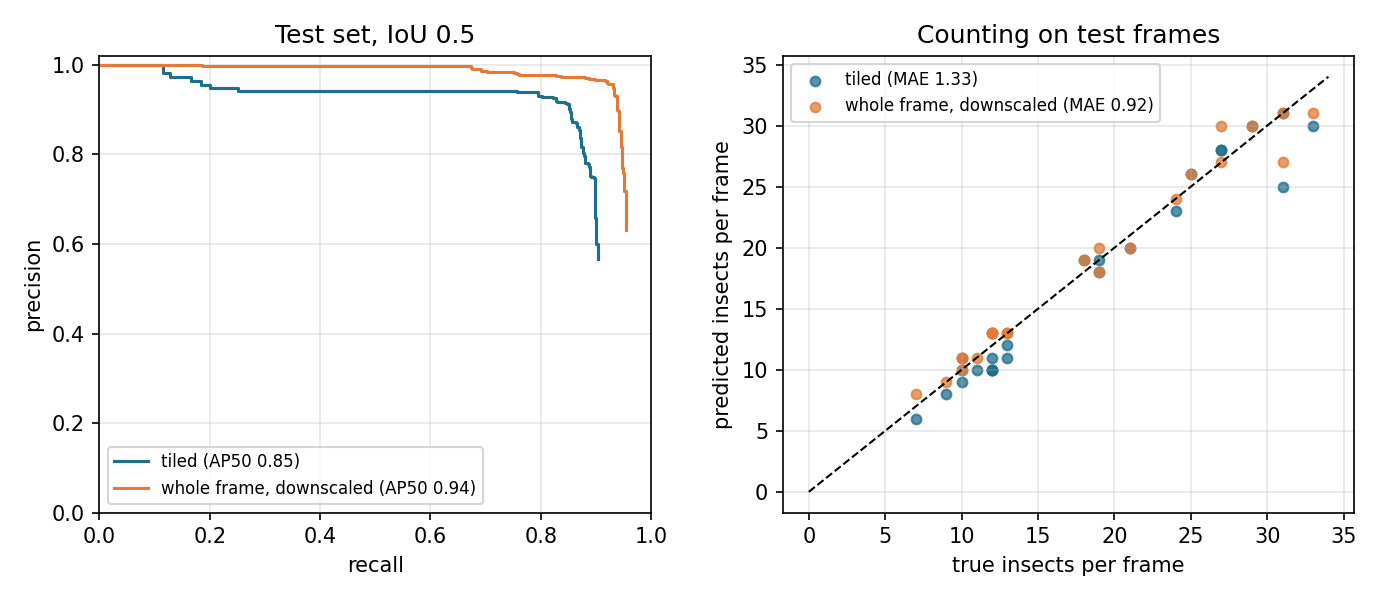 Test set, IoU 0.5
1.0
0.8
0.6
0.4
0.2
0.0
precision
tiled (AP50 0.85)
whole frame, downscaled (AP50 0.94)
0.0 0.2 0.4 0.6 0.8 1.0
recall
Counting on test frames
35
30
25
20
15
10
5
0
predicted insects per frame
tiled (MAE 1.33)
whole frame, downscaled (MAE 0.92)
0 5 10 15 20 25 30 35
true insects per frame